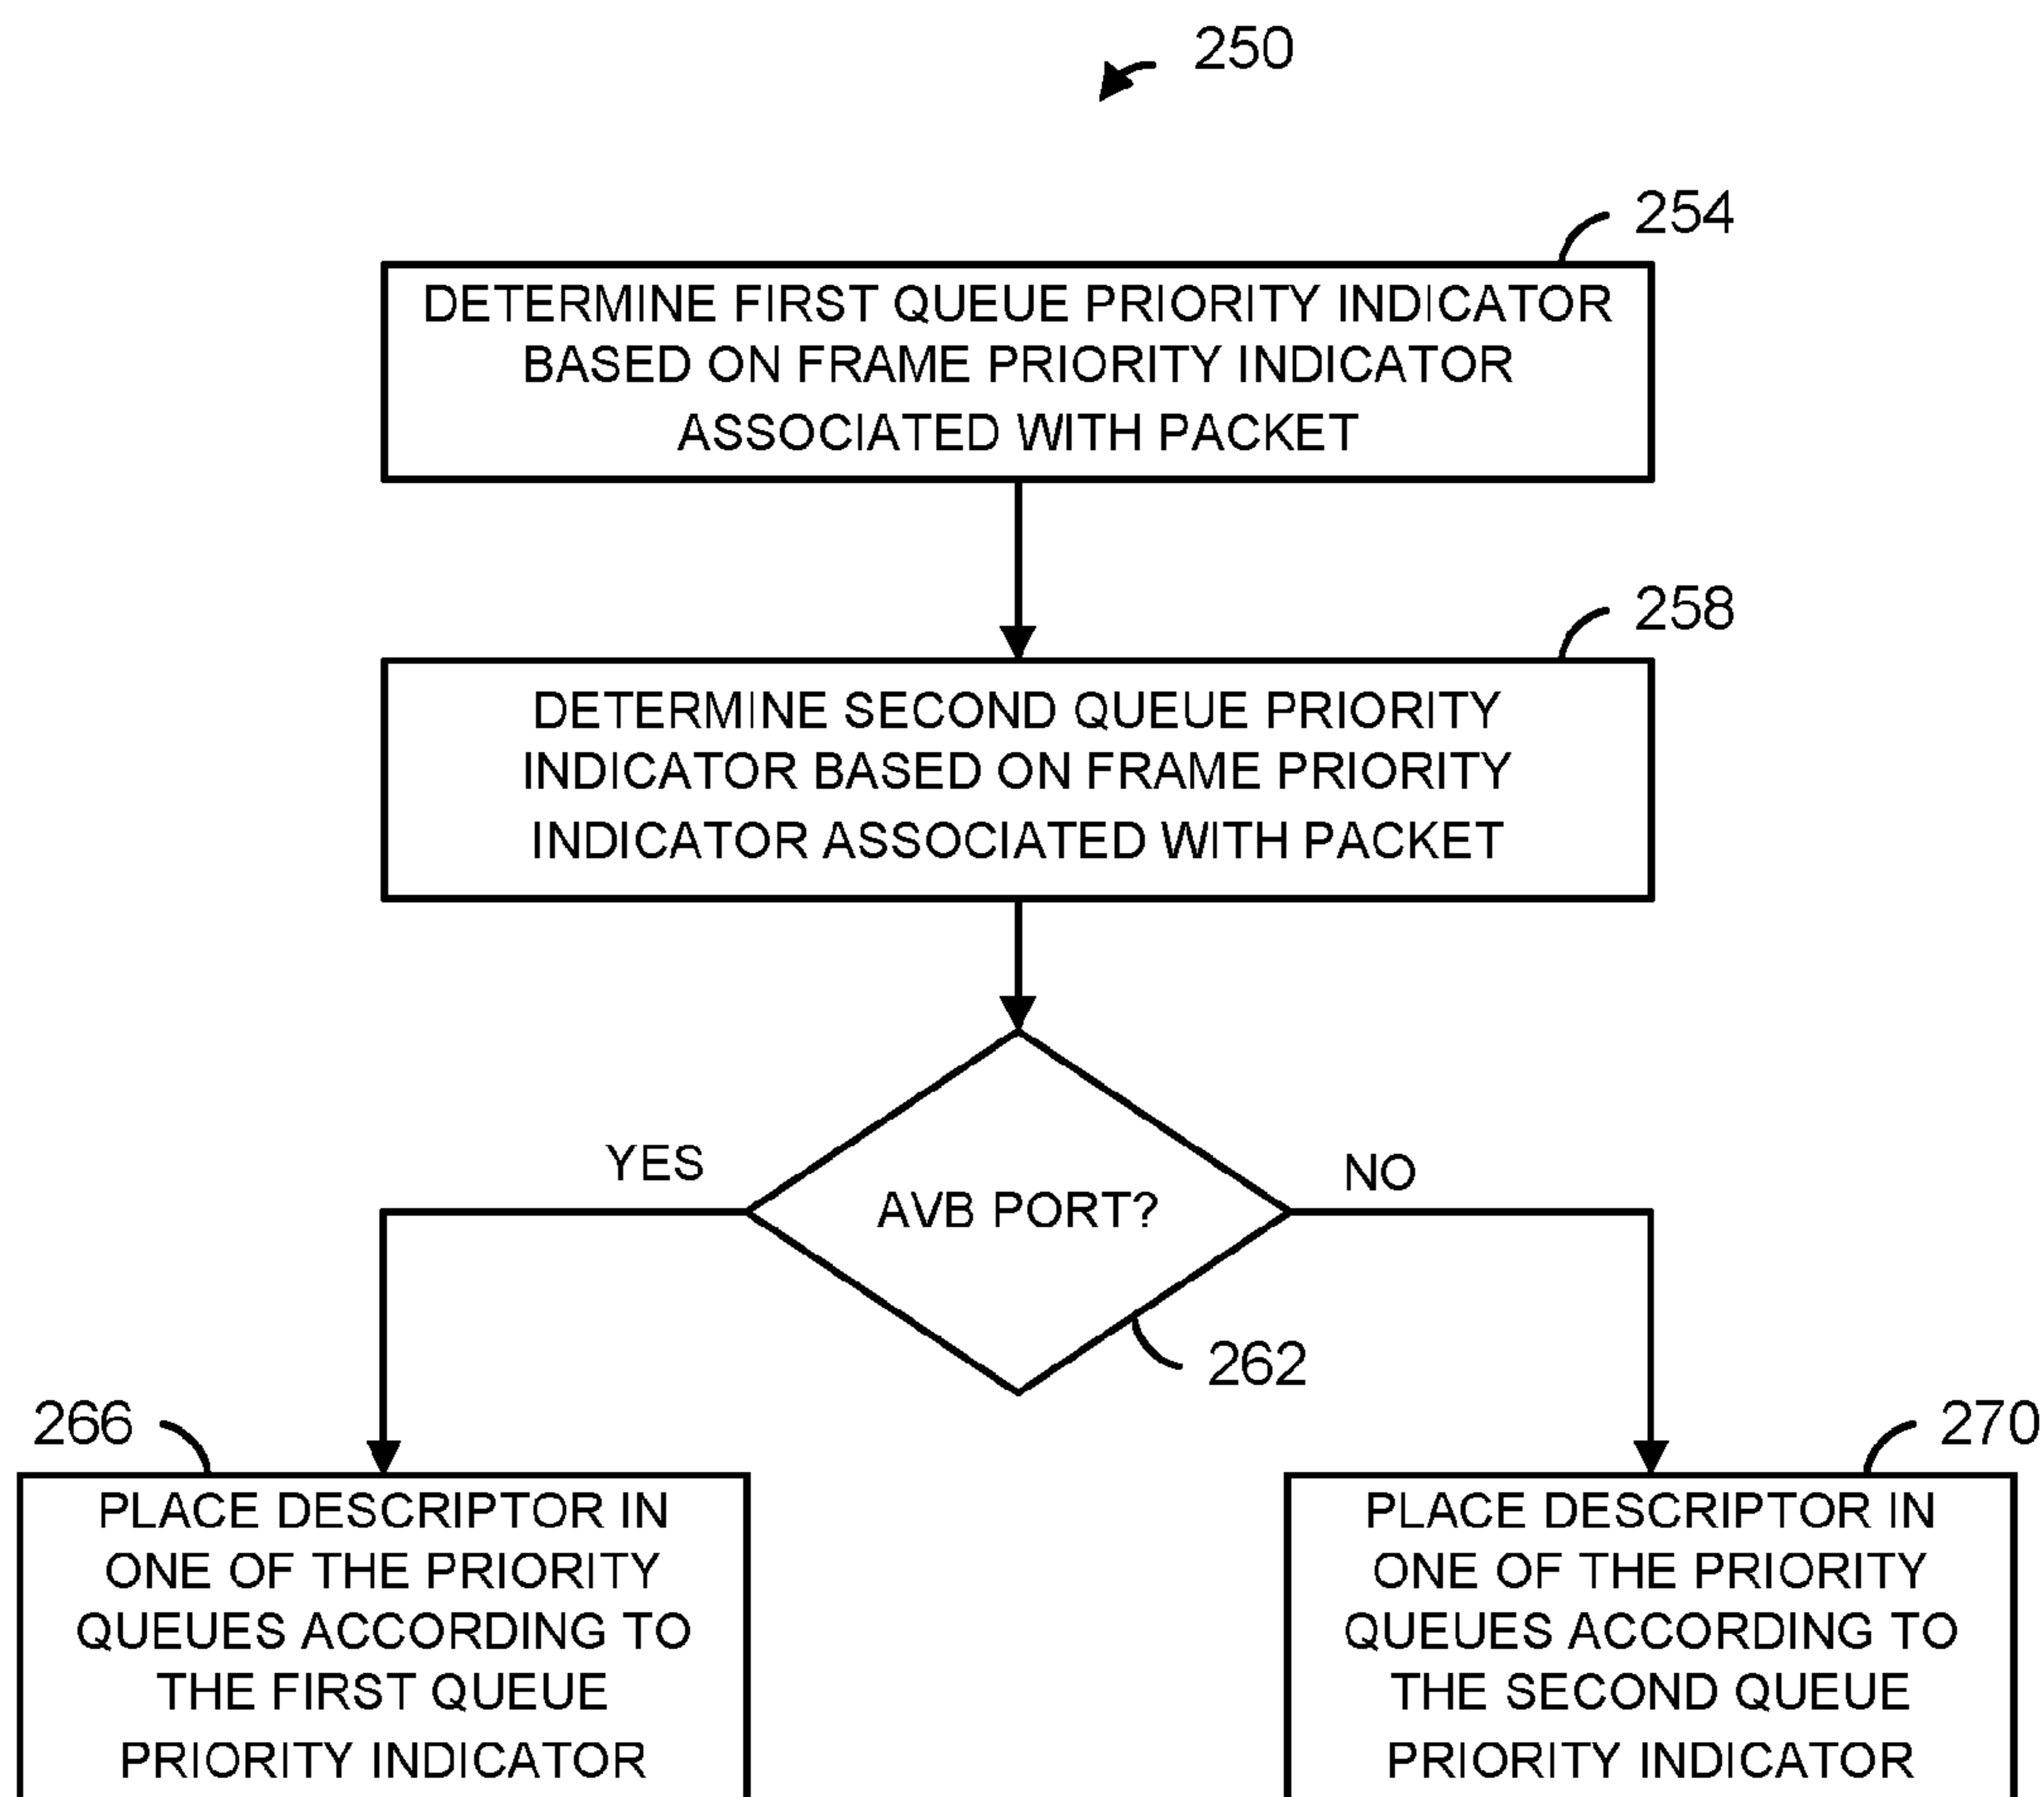 250
254
DETERMINE FIRST QUEUE PRIORITY INDICATOR
BASED ON FRAME PRIORITY INDICATOR
ASSOCIATED WITH PACKET
258
DETERMINE SECOND QUEUE PRIORITY
INDICATOR BASED ON FRAME PRIORITY
INDICATOR ASSOCIATED WITH PACKET
YES
AVB PORT?
NO
262
266
PLACE DESCRIPTOR IN
ONE OF THE PRIORITY
QUEUES ACCORDING TO
THE FIRST QUEUE
PRIORITY INDICATOR
270
PLACE DESCRIPTOR IN
ONE OF THE PRIORITY
QUEUES ACCORDING TO
THE SECOND QUEUE
PRIORITY INDICATOR